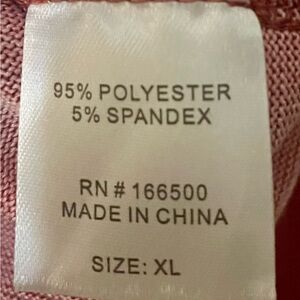 95% POLYESTER
5% SPANDEX
RN # 166500
MADE IN CHINA
SIZE: XL